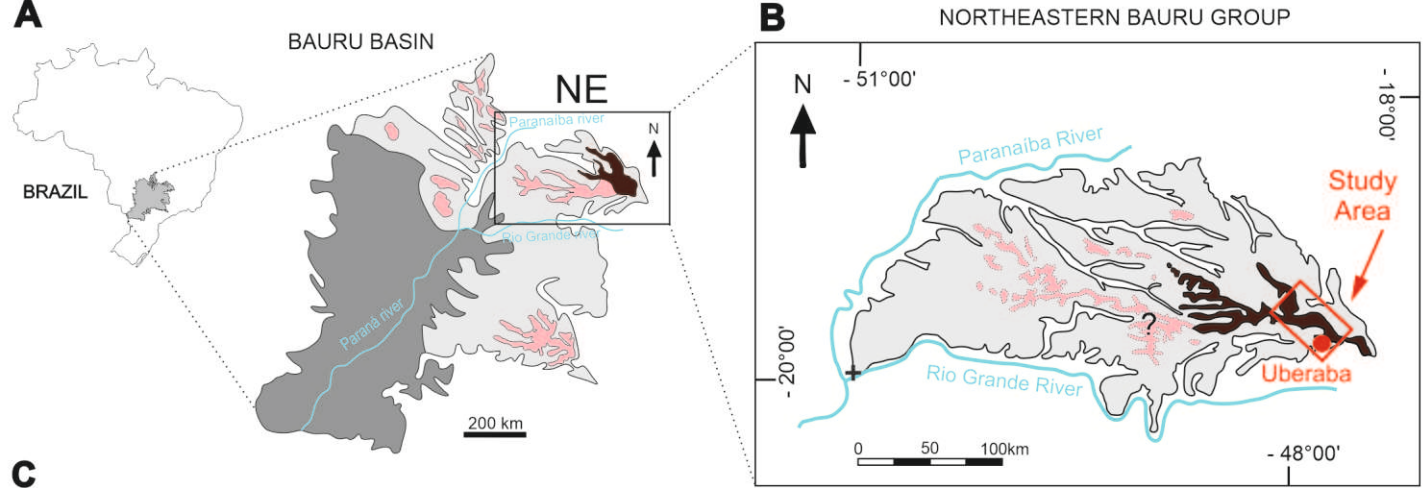 A
BAURU BASIN
NE
Paranaíba river
N
BRAZIL
Rio Grande river
Paraná river
200 km
B
NORTHEASTERN BAURU GROUP
- 51°00'
- 18°00'
N
Paranaíba River
Study
Area
?
- 20°00'
Uberaba
Rio Grande River
0 50 100km
- 48°00'
C